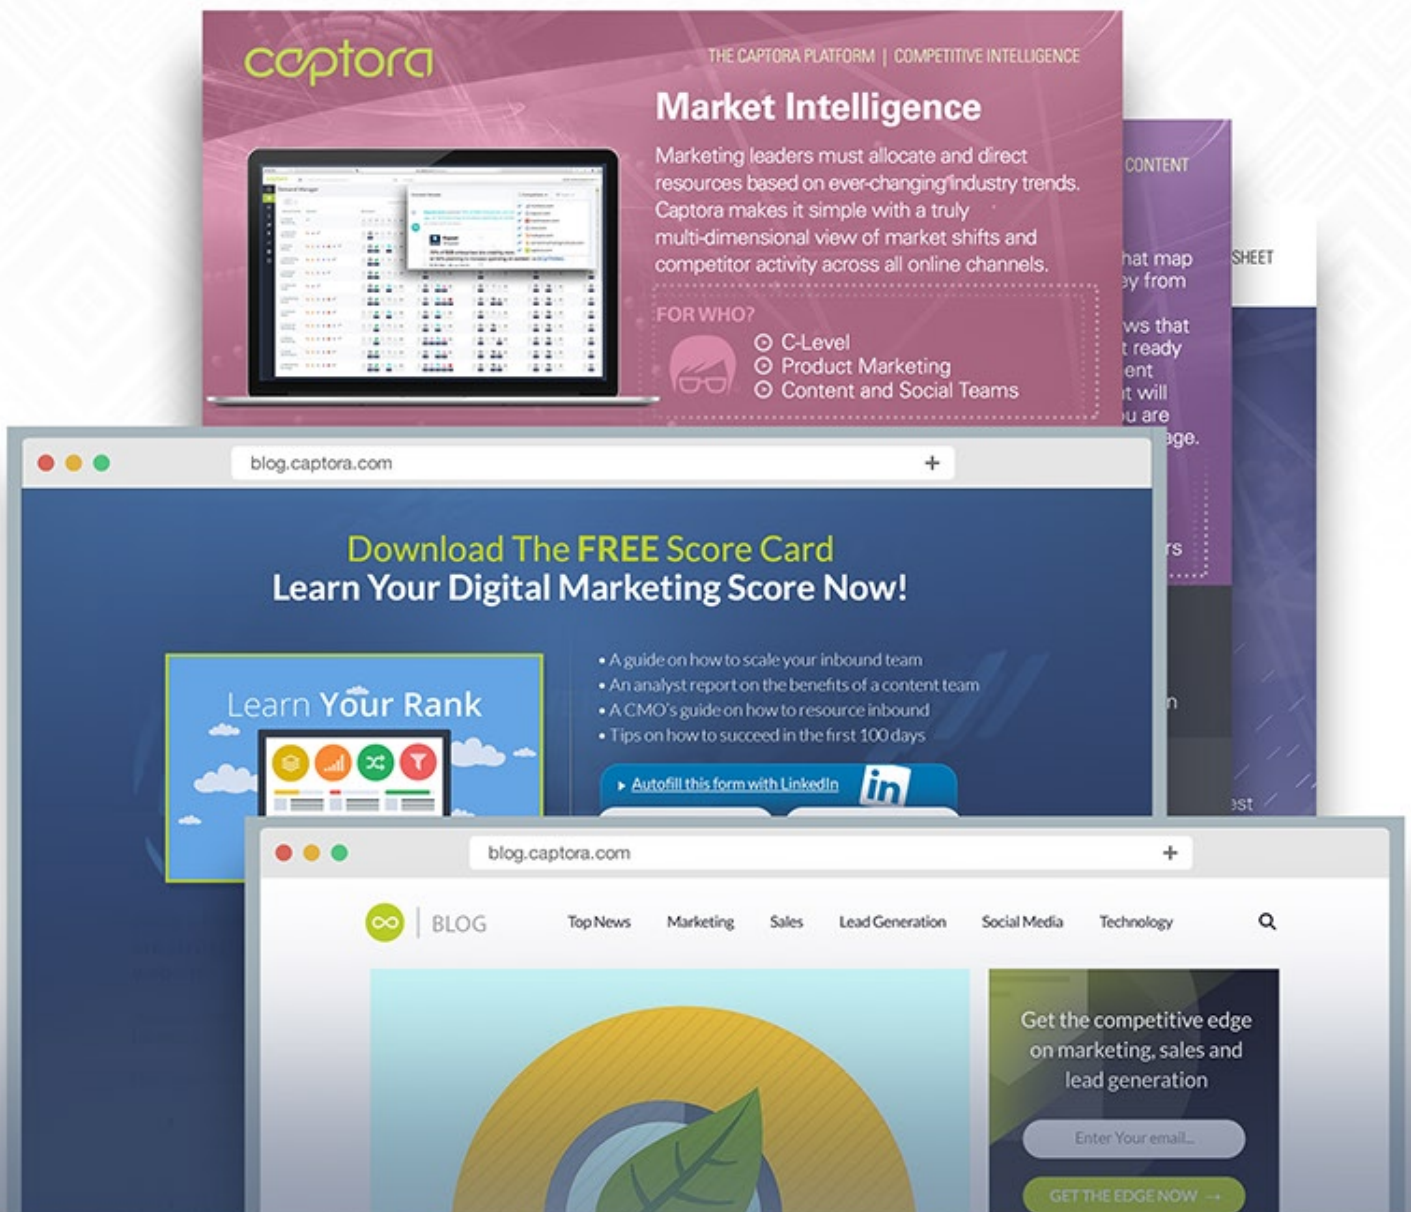 captora
THE CAPTORA PLATFORM | COMPETITIVE INTELLIGENCE
Market Intelligence
Marketing leaders must allocate and direct
resources based on ever-changing industry trends.
Captora makes it simple with a truly
multi-dimensional view of market shifts and
competitor activity across all online channels.
FOR WHO?
C-Level
Product Marketing
Content and Social Teams
CONTENT
hat map
ey from
ws that
t ready
ent
it will
u are
age.
rs
n
SHEET
est
blog.captora.com +
Download The FREE Score Card
Learn Your Digital Marketing Score Now!
Learn Your Rank
• A guide on how to scale your inbound team
• An analyst report on the benefits of a content team
• A CMO's guide on how to resource inbound
• Tips on how to succeed in the first 100 days
Autofill this form with LinkedIn
in
blog.captora.com +
BLOG
Top News Marketing Sales Lead Generation Social Media Technology
Get the competitive edge
on marketing, sales and
lead generation
Enter Your email...
GET THE EDGE NOW →